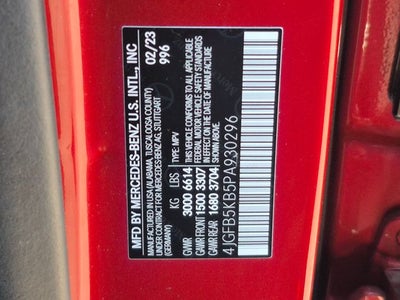 MFD BY MERCEDES-BENZ U.S. INTL., INC
IN USA (ALABAMA, TUSCALOOSA COUNTY)
UNDER CONTRACT FOR MERCEDES-BENZ AG, STUTTGART
(GERMANY)
02/23
996
TYPE: MPV
KG LBS
GVWR 3000 6614
GAWR FRONT 1500 3307
GAWR REAR 1680 3704
THIS VEHICLE CONFORMS TO ALL APPLICABLE
FEDERAL MOTOR VEHICLE SAFETY STANDARDS
IN EFFECT ON THE DATE OF MANUFACTURE
SHOWN ABOVE.
4JGFB5KB5PA930296